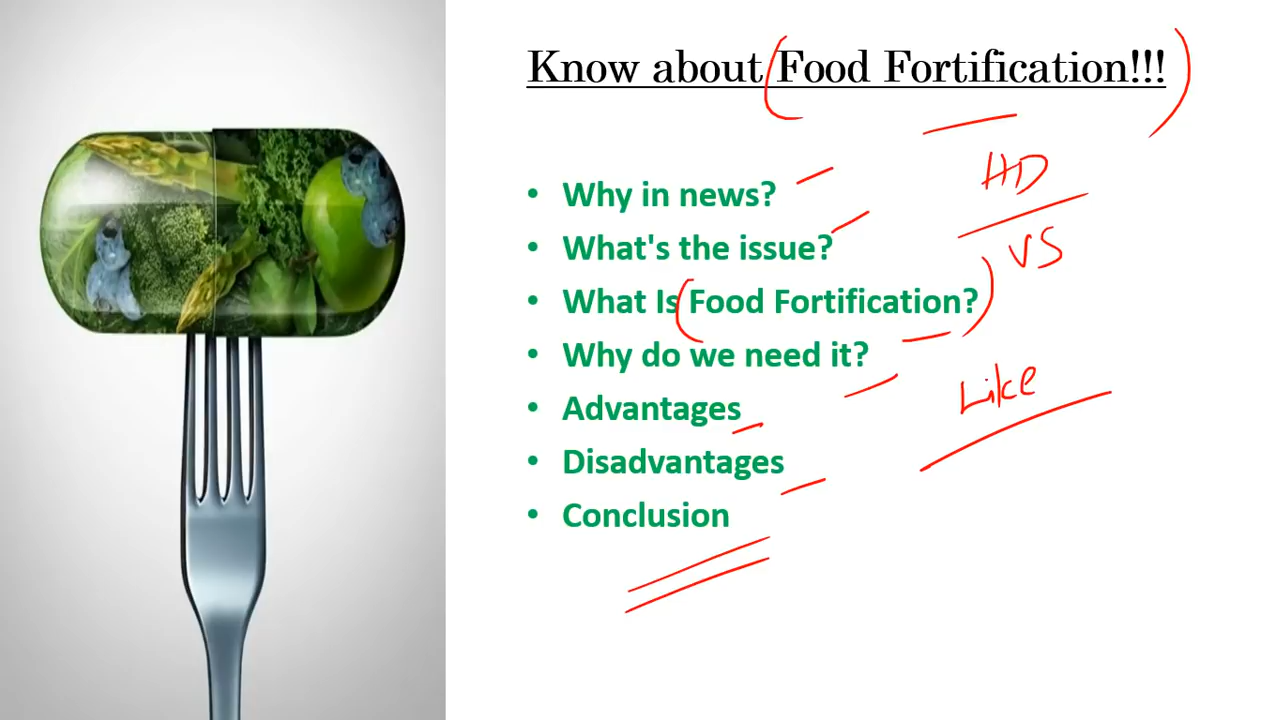 Know about Food Fortification!!!
HD
• Why in news?
VS
• What's the issue?
• What Is Food Fortification?
• Why do we need it?
Like
• Advantages
• Disadvantages
• Conclusion